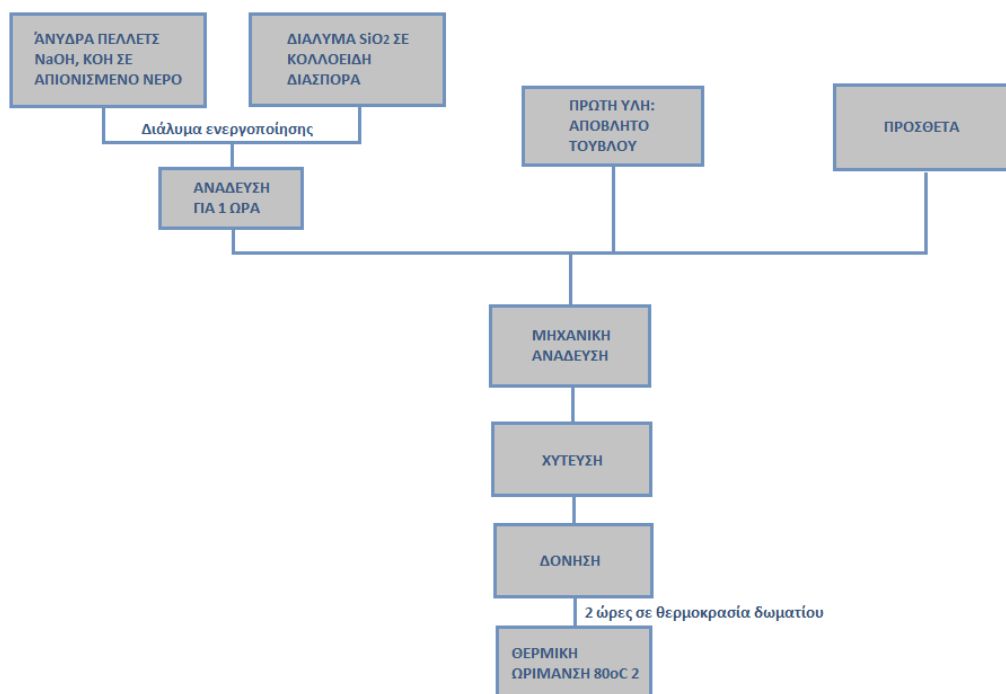 ΆΝΥΔΡΑ ΠΕΛΛΕΤΣ
NaOH, KOH ΣΕ
ΑΠΙΟΝΙΣΜΕΝΟ ΝΕΡΟ
ΔΙΑΛΥΜΑ SiO2 ΣΕ
ΚΟΛΛΟΕΙΔΗ
ΔΙΑΣΠΟΡΑ
ΠΡΩΤΗ ΥΛΗ:
ΑΠΟΒΛΗΤΟ
ΤΟΥΒΛΟΥ
ΠΡΟΣΘΕΤΑ
Διάλυμα ενεργοποίησης
ΑΝΑΔΕΥΣΗ
ΓΙΑ 1 ΩΡΑ
ΜΗΧΑΝΙΚΗ
ΑΝΑΔΕΥΣΗ
ΧΥΤΕΥΣΗ
ΔΟΝΗΣΗ
2 ώρες σε θερμοκρασία δωματίου
ΘΕΡΜΙΚΗ
ΩΡΙΜΑΝΣΗ 80oC 2